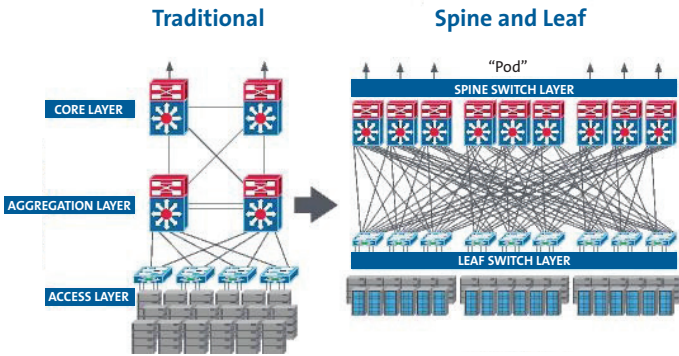 Traditional
Spine and Leaf
"Pod"
SPINE SWITCH LAYER
CORE LAYER
AGGREGATION LAYER
LEAF SWITCH LAYER
ACCESS LAYER